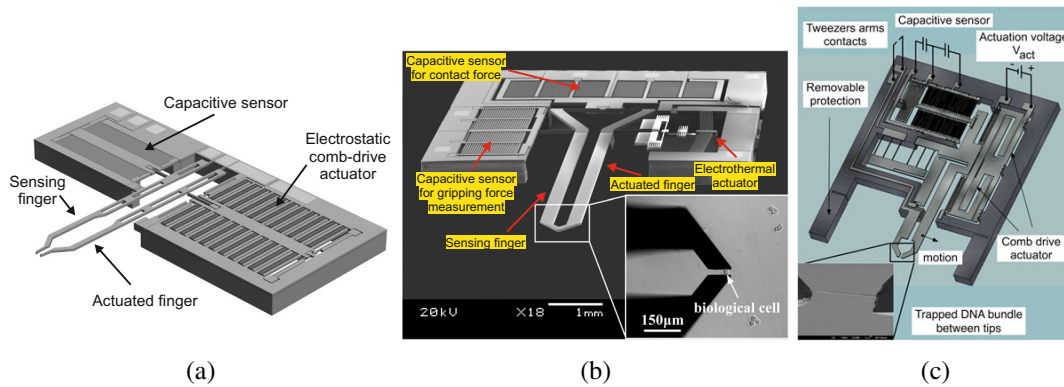 Capacitive sensor
Electrostatic
comb-drive
actuator
Sensing
finger
Actuated finger
(a)
Capacitive sensor
for contact force
Capacitive sensor
for gripping force
measurement
Electrothermal
actuator
Actuated finger
Sensing finger
biological cell
150µm
20kV X18 1mm
(b)
Tweezers arms
contacts
Capacitive sensor
Actuation voltage
Vact
- +
Removable
protection
motion
Comb drive
actuator
Trapped DNA bundle
between tips
(c)